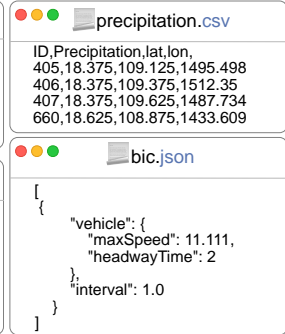 precipitation.csv
ID,Precipitation,lat,lon,
405,18.375,109.125,1495.498
406,18.375,109.375,1512.35
407,18.375,109.625,1487.734
660,18.625,108.875,1433.609
bic.json
[
{
"vehicle": {
"maxSpeed": 11.111,
"headwayTime": 2
},
"interval": 1.0
}
]